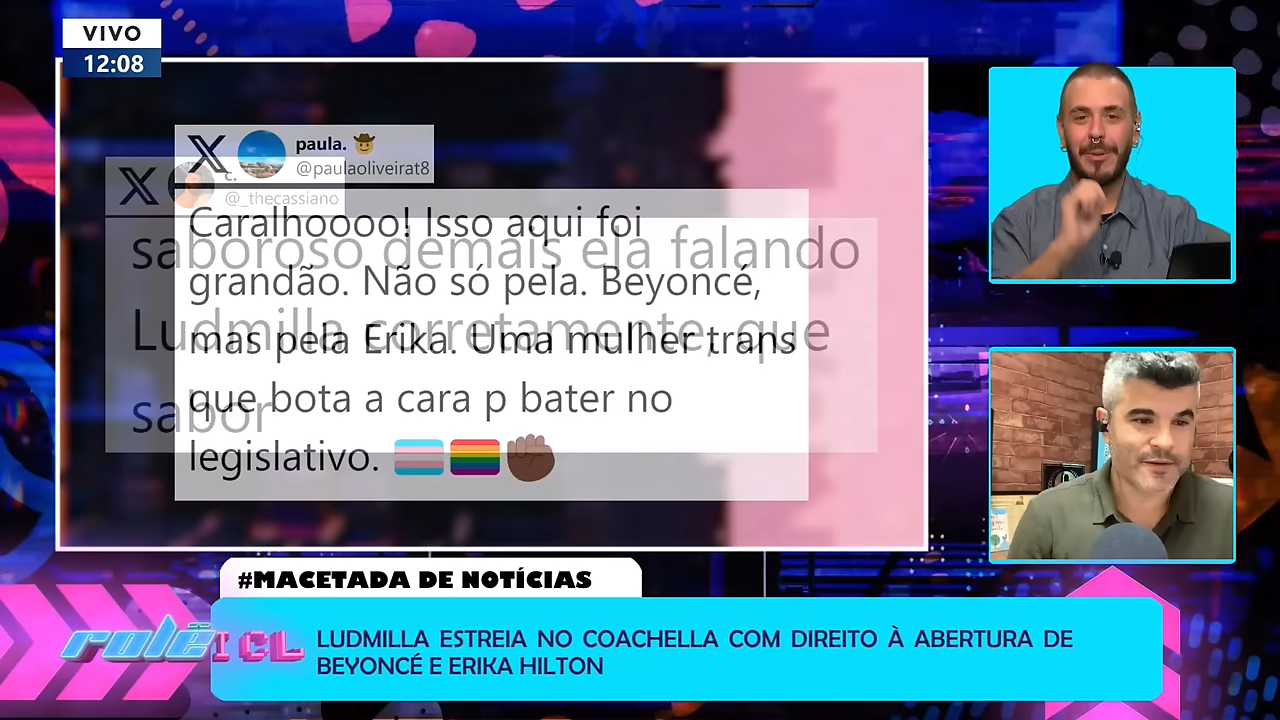 VIVO
12:08
X paula. 🤠
@paulaoliveirat8
X c.
@_thecassiano
Caralhoooo! Isso aqui foi
grandão. Não só pela. Beyoncé,
mas pela Erika. Uma mulher trans
que bota a cara p bater no
legislativo. 🏳️‍⚧️🏳️‍🌈✊🏿
saboroso demais ela falando
Ludmilla corretamente, que
sabor
#MACETADA DE NOTÍCIAS
rolê ICL
LUDMILLA ESTREIA NO COACHELLA COM DIREITO À ABERTURA DE
BEYONCÉ E ERIKA HILTON